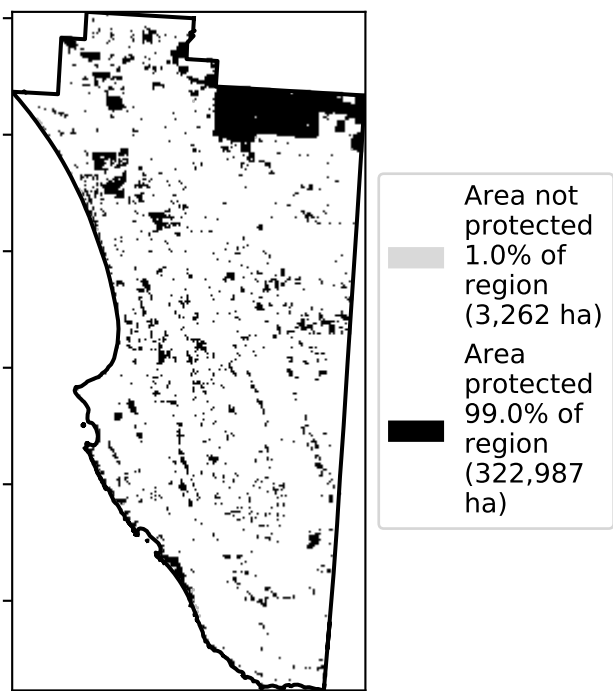 Area not
protected
1.0% of
region
(3,262 ha)
Area
protected
99.0% of
region
(322,987
ha)